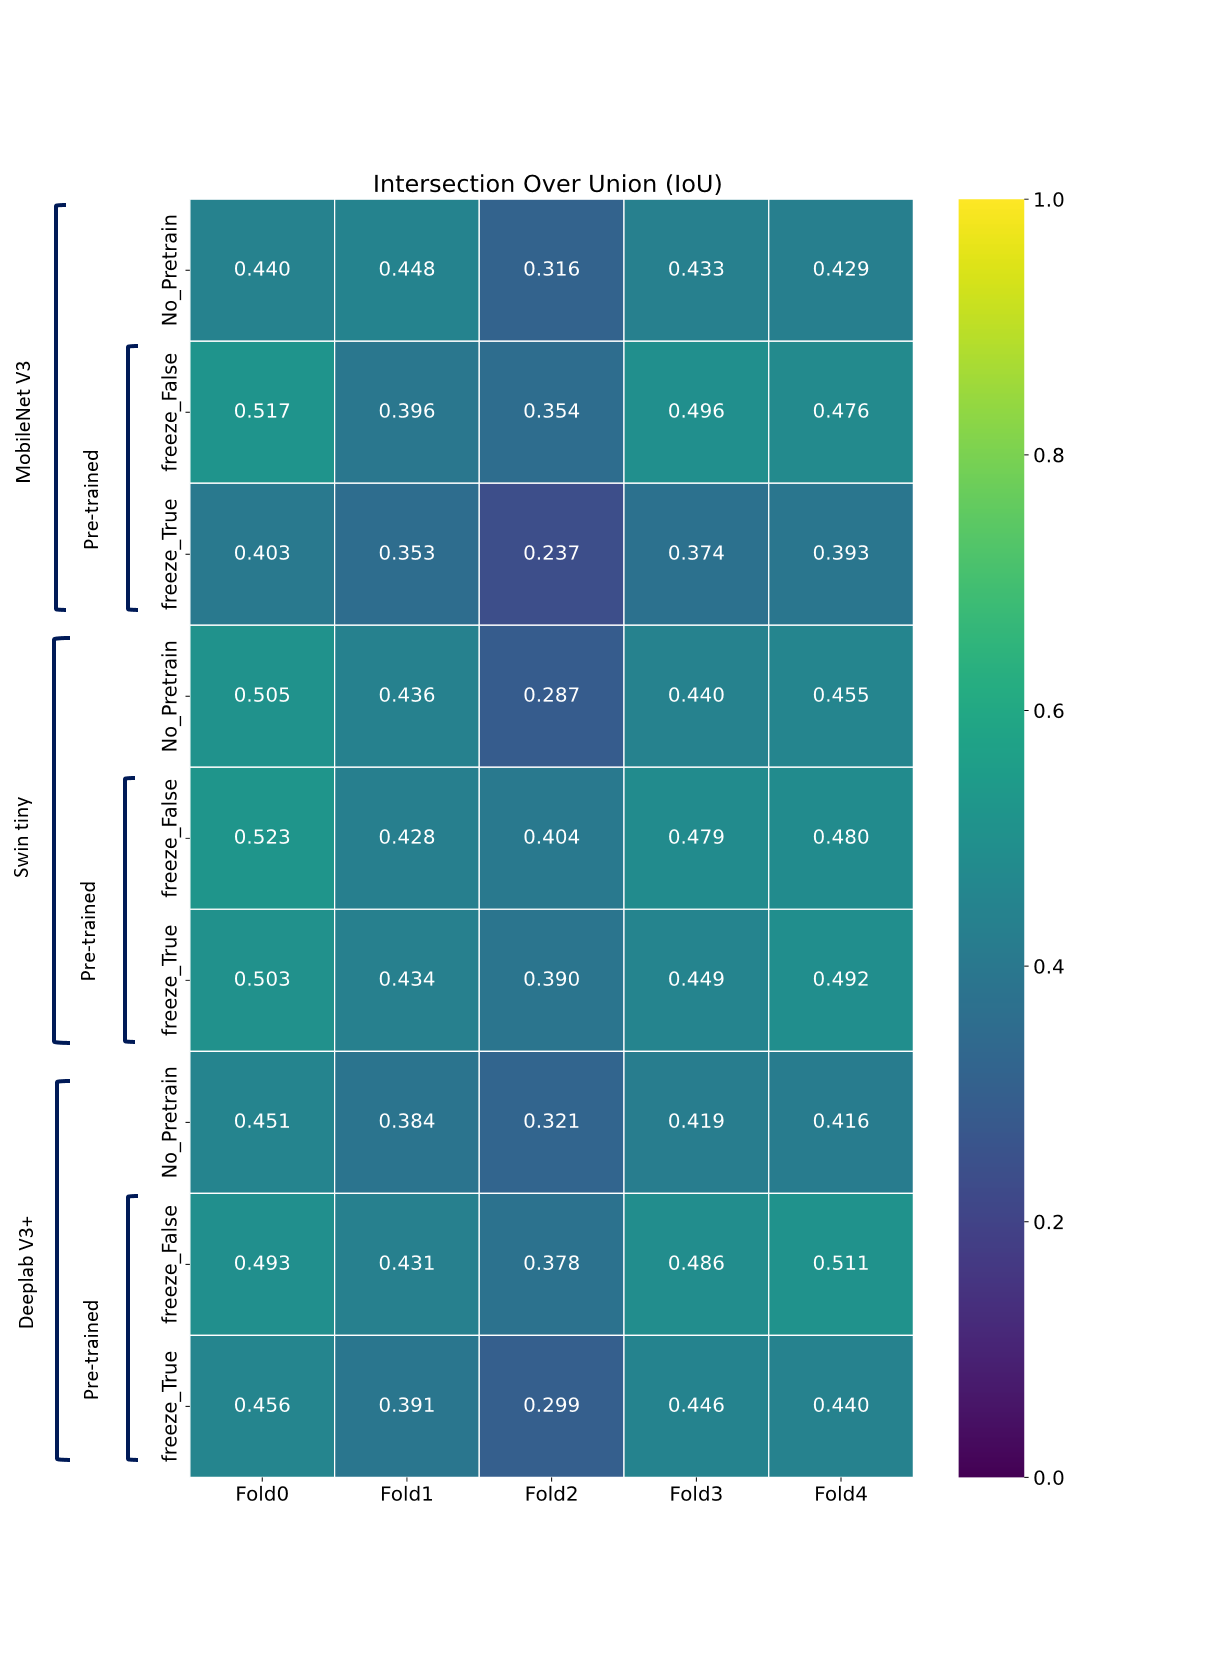 Intersection Over Union (IoU)
MobileNet V3
Pre-trained
No_Pretrain 0.440 0.448 0.316 0.433 0.429
freeze_False 0.517 0.396 0.354 0.496 0.476
freeze_True 0.403 0.353 0.237 0.374 0.393
Swin tiny
Pre-trained
No_Pretrain 0.505 0.436 0.287 0.440 0.455
freeze_False 0.523 0.428 0.404 0.479 0.480
freeze_True 0.503 0.434 0.390 0.449 0.492
Deeplab V3+
Pre-trained
No_Pretrain 0.451 0.384 0.321 0.419 0.416
freeze_False 0.493 0.431 0.378 0.486 0.511
freeze_True 0.456 0.391 0.299 0.446 0.440
Fold0 Fold1 Fold2 Fold3 Fold4
1.0
0.8
0.6
0.4
0.2
0.0